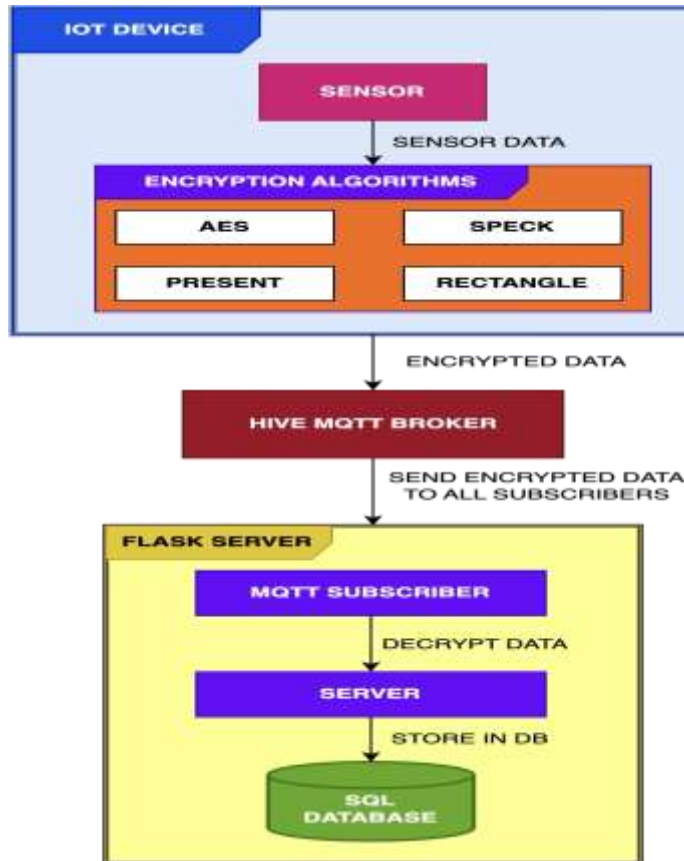 IOT DEVICE
SENSOR
SENSOR DATA
ENCRYPTION ALGORITHMS
AES
SPECK
PRESENT
RECTANGLE
ENCRYPTED DATA
HIVE MQTT BROKER
SEND ENCRYPTED DATA
TO ALL SUBSCRIBERS
FLASK SERVER
MQTT SUBSCRIBER
DECRYPT DATA
SERVER
STORE IN DB
SQL
DATABASE